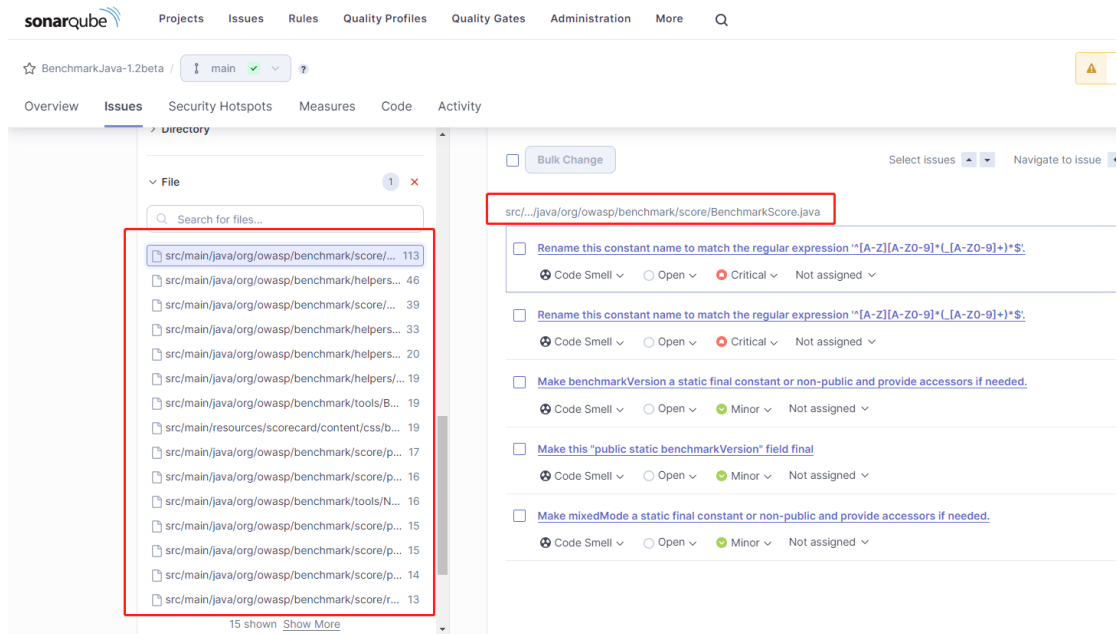 sonarqube Projects Issues Rules Quality Profiles Quality Gates Administration More
BenchmarkJava-1.2beta / main ?
Overview Issues Security Hotspots Measures Code Activity
Directory
File 1
Search for files...
src/main/java/org/owasp/benchmark/score/... 113
src/main/java/org/owasp/benchmark/helpers... 46
src/main/java/org/owasp/benchmark/score/... 39
src/main/java/org/owasp/benchmark/helpers... 33
src/main/java/org/owasp/benchmark/helpers... 20
src/main/java/org/owasp/benchmark/helpers/... 19
src/main/java/org/owasp/benchmark/tools/B... 19
src/main/resources/scorecard/content/css/b... 19
src/main/java/org/owasp/benchmark/score/p... 17
src/main/java/org/owasp/benchmark/score/p... 16
src/main/java/org/owasp/benchmark/tools/N... 16
src/main/java/org/owasp/benchmark/score/p... 15
src/main/java/org/owasp/benchmark/score/p... 15
src/main/java/org/owasp/benchmark/score/p... 14
src/main/java/org/owasp/benchmark/score/r... 13
15 shown Show More
Bulk Change Select issues Navigate to issue
src/.../java/org/owasp/benchmark/score/BenchmarkScore.java
Rename this constant name to match the regular expression '^[A-Z][A-Z0-9]*(_[A-Z0-9]+)*$'.
Code Smell Open Critical Not assigned
Rename this constant name to match the regular expression '^[A-Z][A-Z0-9]*(_[A-Z0-9]+)*$'.
Code Smell Open Critical Not assigned
Make benchmarkVersion a static final constant or non-public and provide accessors if needed.
Code Smell Open Minor Not assigned
Make this "public static benchmarkVersion" field final
Code Smell Open Minor Not assigned
Make mixedMode a static final constant or non-public and provide accessors if needed.
Code Smell Open Minor Not assigned